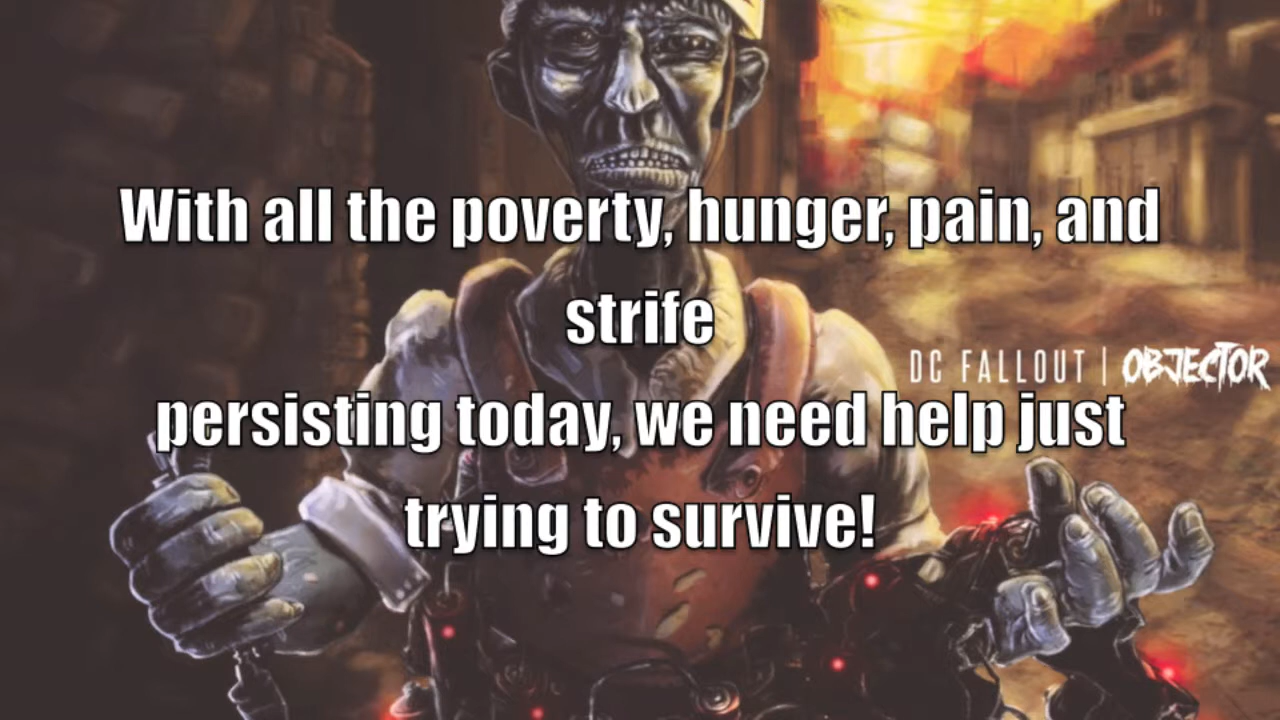 With all the poverty, hunger, pain, and
strife
DC FALLOUT | OBJECTOR
persisting today, we need help just
trying to survive!